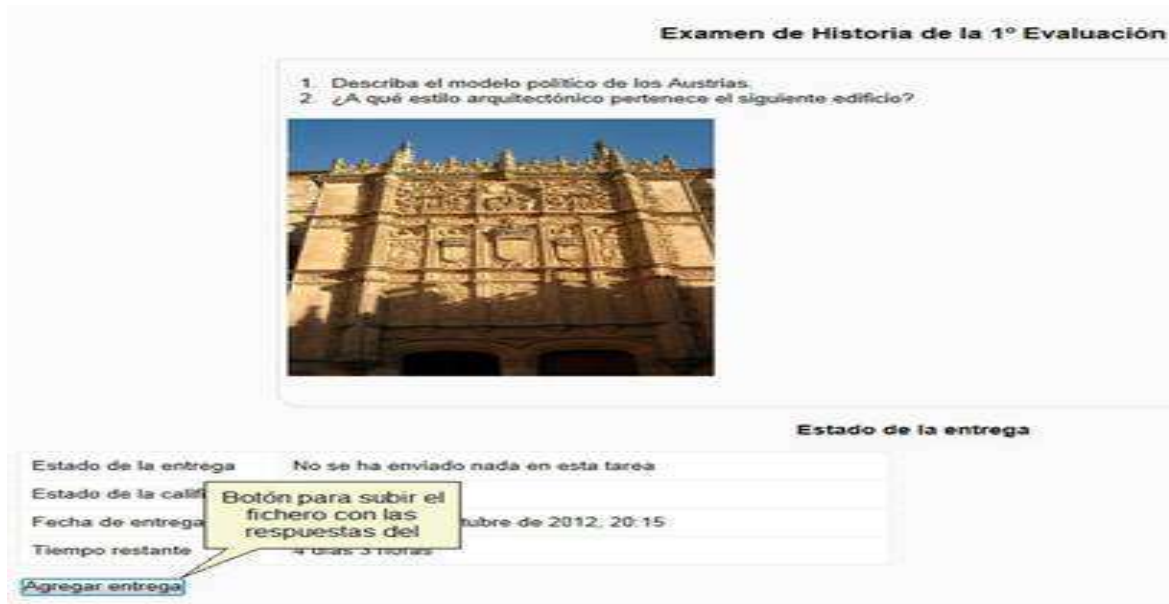 Examen de Historia de la 1º Evaluación
1. Describa el modelo político de los Austrias.
2. ¿A qué estilo arquitectónico pertenece el siguiente edificio?
Estado de la entrega
Estado de la entrega No se ha enviado nada en esta tarea
Estado de la
Botón para subir el
fichero con las
respuestas del
Fecha de entrega de 2012, 20:15
Tiempo restante 4 días 3 horas
Agregar entrega